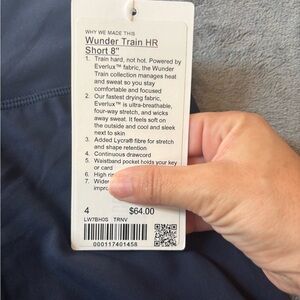 WHY WE MADE THIS
Wunder Train HR
Short 8"
1. Train hard, not hot. Powered by
Everlux™ fabric, the Wunder
Train collection manages heat
and sweat so you stay
comfortable and focused
2. Our fastest drying fabric,
Everlux™ is ultra-breathable,
four-way stretch, and wicks
away sweat. It feels soft on
the outside and cool and sleek
next to skin
3. Added Lycra® fibre for stretch
and shape retention
4. Continuous drawcord
5. Waistband pocket holds your key
or card
6. High
7.
4 $64.00
LW7BH0S TRNV
000117401458